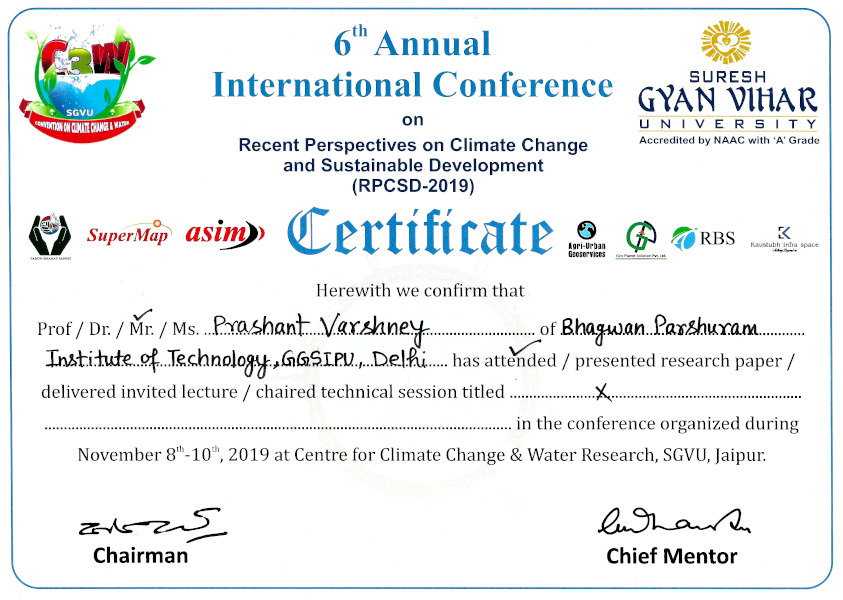 6th Annual
International Conference
on
Recent Perspectives on Climate Change
and Sustainable Development
(RPCSD-2019)
C3W
SGVU
CONVENTION ON CLIMATE CHANGE & WATER
SURESH
GYAN VIHAR
UNIVERSITY
Accredited by NAAC with 'A' Grade
SuperMap
asim
Certificate
Agri-Urban
Geoservices
RBS
Kaustubh infra space
Herewith we confirm that
Prof / Dr. / Mr. / Ms. Prashant Varshney of Bhagwan Parshuram
Institute of Technology, GGSIPU, Delhi has attended / presented research paper /
delivered invited lecture / chaired technical session titled X
in the conference organized during
November 8th-10th, 2019 at Centre for Climate Change & Water Research, SGVU, Jaipur.
Chairman
Chief Mentor